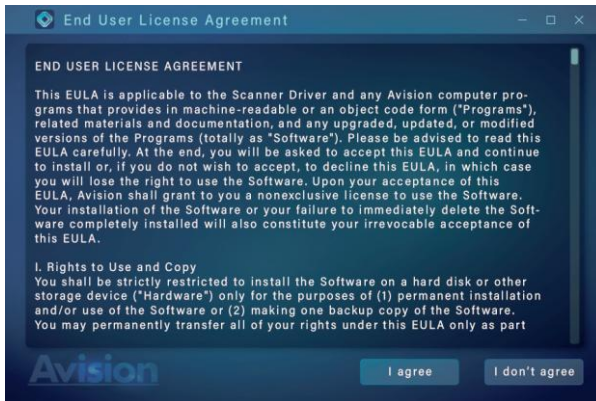 End User License Agreement
END USER LICENSE AGREEMENT
This EULA is applicable to the Scanner Driver and any Avision computer pro-
grams that provides in machine-readable or an object code form ("Programs"),
related materials and documentation, and any upgraded, updated, or modified
versions of the Programs (totally as "Software"). Please be advised to read this
EULA carefully. At the end, you will be asked to accept this EULA and continue
to install or, if you do not wish to accept, to decline this EULA, in which case
you will lose the right to use the Software. Upon your acceptance of this
EULA, Avision shall grant to you a nonexclusive license to use the Software.
Your installation of the Software or your failure to immediately delete the Soft-
ware completely installed will also constitute your irrevocable acceptance of
this EULA.
I. Rights to Use and Copy
You shall be strictly restricted to install the Software on a hard disk or other
storage device ("Hardware") only for the purposes of (1) permanent installation
and/or use of the Software or (2) making one backup copy of the Software.
You may permanently transfer all of your rights under this EULA only as part
Avision
I agree
I don't agree